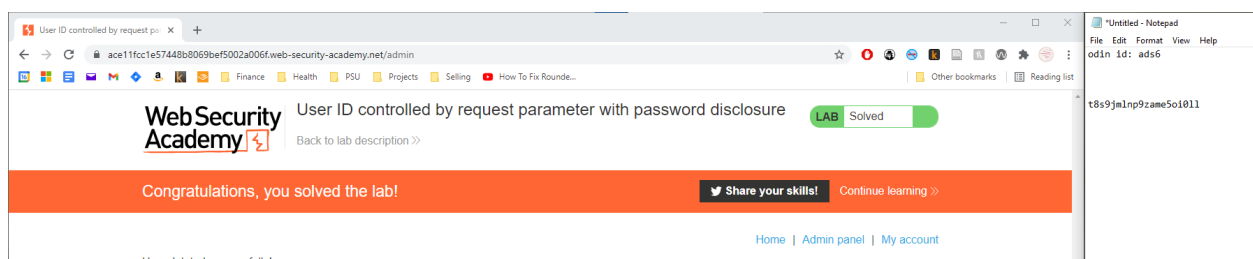 User ID controlled by request pa
*Untitled - Notepad
File Edit Format View Help
ace11fcc1e57448b8069bef5002a006f.web-security-academy.net/admin
odin id: ads6
Finance Health PSU Projects Selling How To Fix Rounde... Other bookmarks Reading list
t8s9jmlnp9zame5oi0ll
Web Security
Academy
User ID controlled by request parameter with password disclosure
Back to lab description
LAB Solved
Congratulations, you solved the lab!
Share your skills! Continue learning
Home | Admin panel | My account